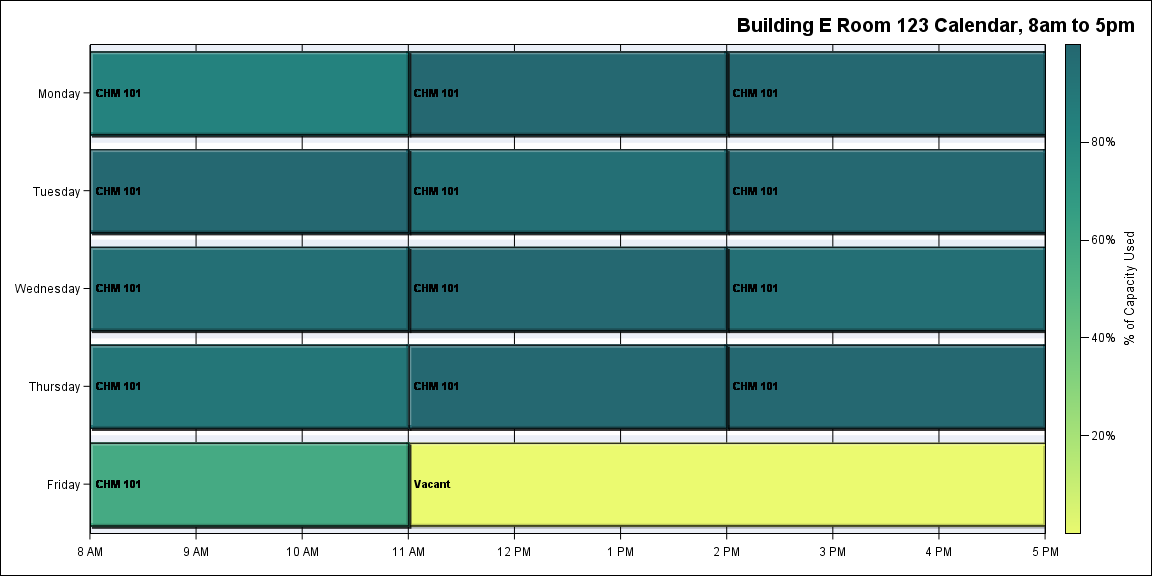 Building E Room 123 Calendar, 8am to 5pm
Monday
CHM 101
CHM 101
CHM 101
Tuesday
CHM 101
CHM 101
CHM 101
Wednesday
CHM 101
CHM 101
CHM 101
Thursday
CHM 101
CHM 101
CHM 101
Friday
CHM 101
Vacant
8 AM
9 AM
10 AM
11 AM
12 PM
1 PM
2 PM
3 PM
4 PM
5 PM
80%
60%
40%
20%
% of Capacity Used